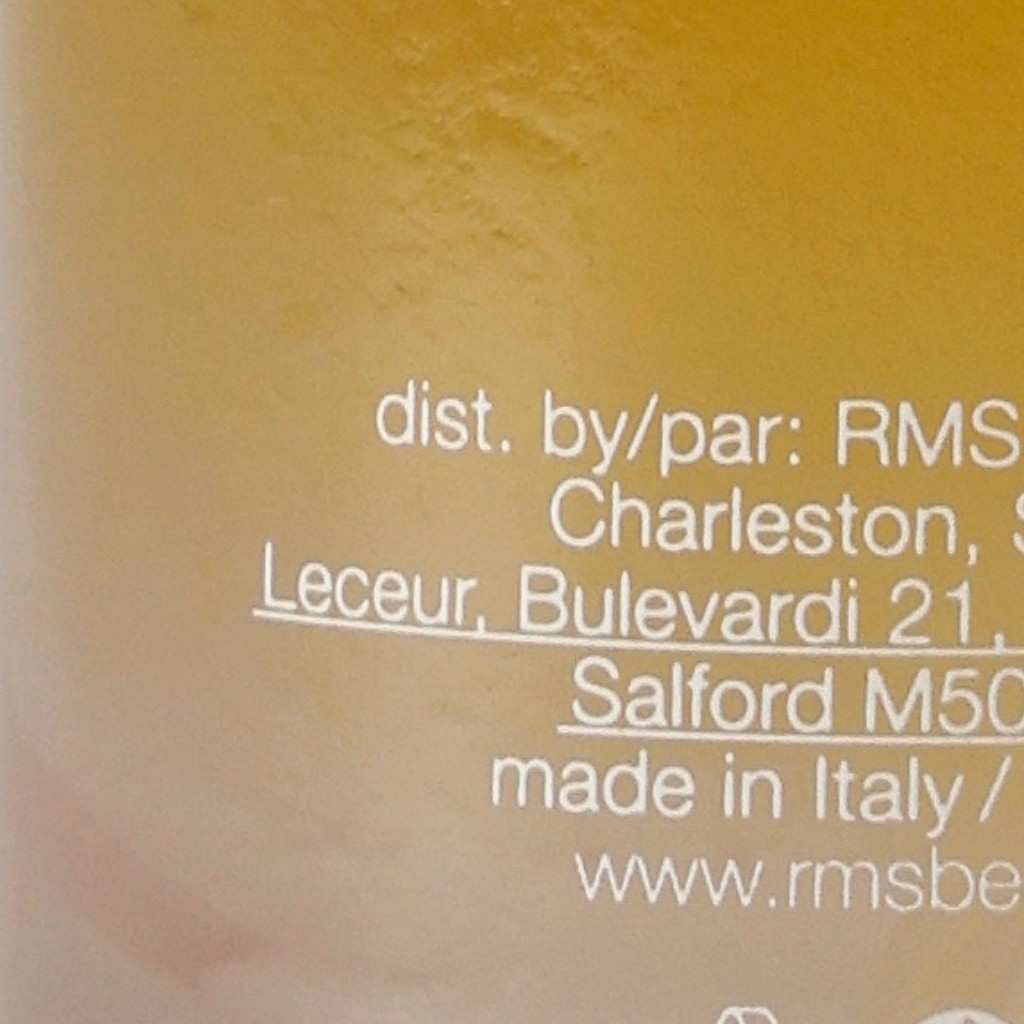 dist. by/par: RMS
Charleston,
Leceur, Bulevardi 21,
Salford M50
made in Italy /
www.rmsbe